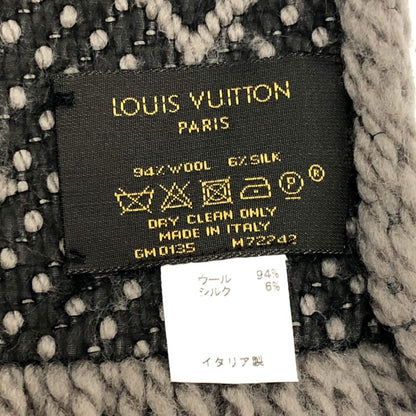 LOUIS VUITTON
PARIS
94% WOOL 6% SILK
P ®
DRY CLEAN ONLY
MADE IN ITALY
GM0135 M72242
ウール 94%
シルク 6%
イタリア製